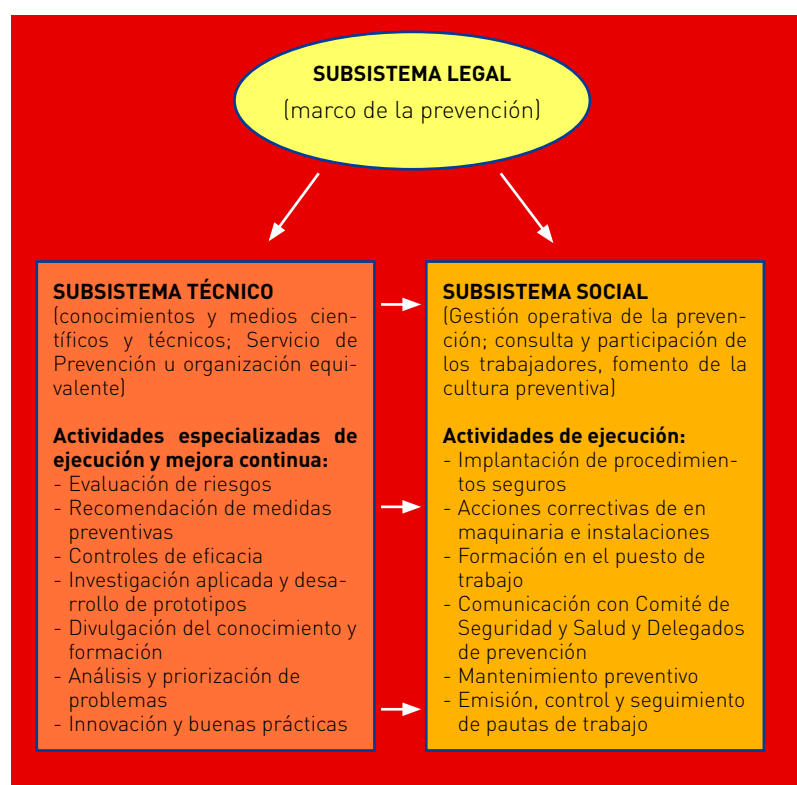 SUBSISTEMA LEGAL
(marco de la prevención)
SUBSISTEMA TÉCNICO
(conocimientos y medios cien-
tíficos y técnicos; Servicio de
Prevención u organización equi-
valente)
Actividades especializadas de
ejecución y mejora continua:
- Evaluación de riesgos
- Recomendación de medidas
preventivas
- Controles de eficacia
- Investigación aplicada y desa-
rrollo de prototipos
- Divulgación del conocimiento y
formación
- Análisis y priorización de
problemas
- Innovación y buenas prácticas
SUBSISTEMA SOCIAL
(Gestión operativa de la preven-
ción; consulta y participación de
los trabajadores, fomento de la
cultura preventiva)
Actividades de ejecución:
- Implantación de procedimien-
tos seguros
- Acciones correctivas de en
maquinaria e instalaciones
- Formación en el puesto de
trabajo
- Comunicación con Comité de
Seguridad y Salud y Delegados
de prevención
- Mantenimiento preventivo
- Emisión, control y seguimiento
de pautas de trabajo